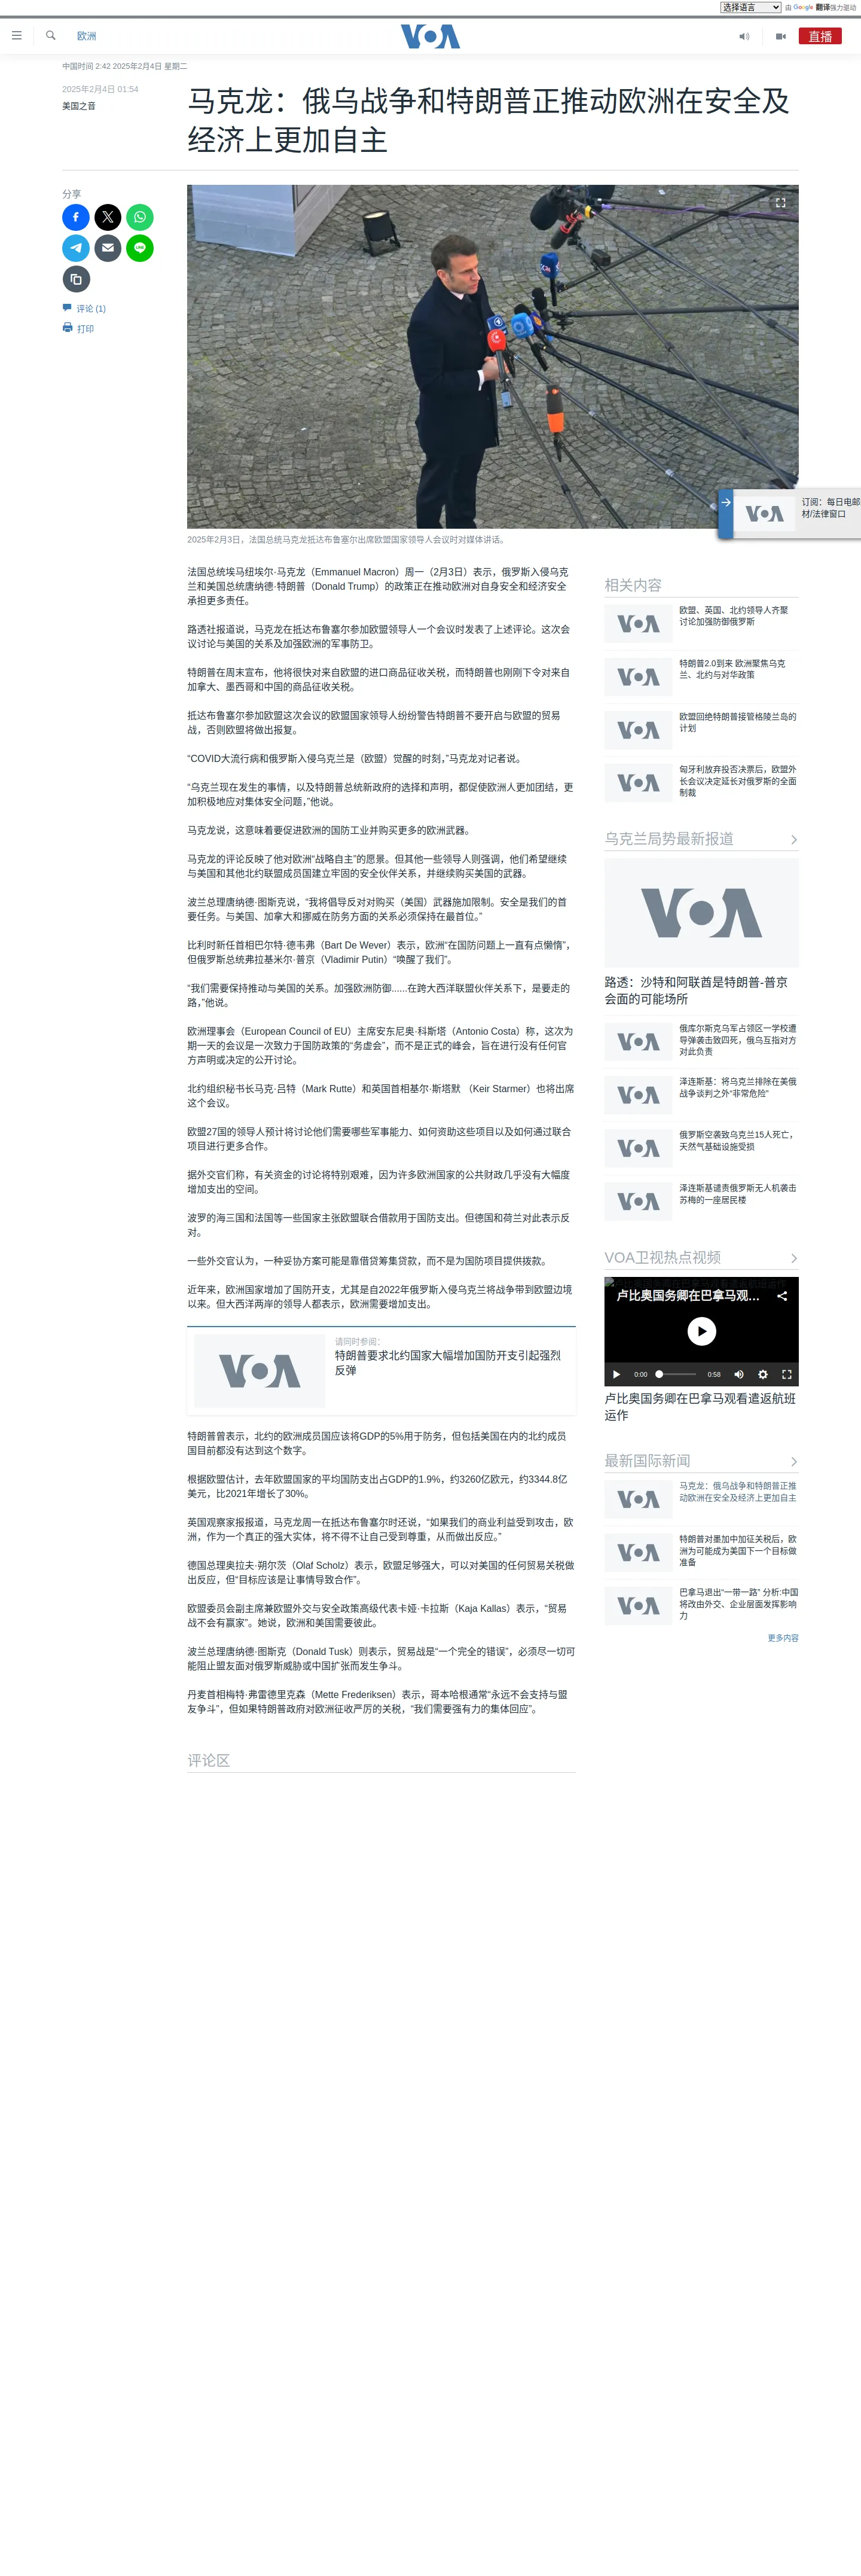 选择语言
由 Google 翻译强力驱动
欧洲
VOA
直播
中国时间 2:42 2025年2月4日 星期二
2025年2月4日 01:54
美国之音
马克龙：俄乌战争和特朗普正推动欧洲在安全及
经济上更加自主
分享
评论 (1)
打印
2025年2月3日，法国总统马克龙抵达布鲁塞尔出席欧盟国家领导人会议时对媒体讲话。
订阅：每日电邮
材/法律窗口
法国总统埃马纽埃尔·马克龙（Emmanuel Macron）周一（2月3日）表示，俄罗斯入侵乌克
兰和美国总统唐纳德·特朗普（Donald Trump）的政策正在推动欧洲对自身安全和经济安全
承担更多责任。
路透社报道说，马克龙在抵达布鲁塞尔参加欧盟领导人一个会议时发表了上述评论。这次会
议讨论与美国的关系及加强欧洲的军事防卫。
特朗普在周末宣布，他将很快对来自欧盟的进口商品征收关税，而特朗普也刚刚下令对来自
加拿大、墨西哥和中国的商品征收关税。
抵达布鲁塞尔参加欧盟这次会议的欧盟国家领导人纷纷警告特朗普不要开启与欧盟的贸易
战，否则欧盟将做出报复。
“COVID大流行病和俄罗斯入侵乌克兰是（欧盟）觉醒的时刻，”马克龙对记者说。
“乌克兰现在发生的事情，以及特朗普总统新政府的选择和声明，都促使欧洲人更加团结，更
加积极地应对集体安全问题，”他说。
马克龙说，这意味着要促进欧洲的国防工业并购买更多的欧洲武器。
马克龙的评论反映了他对欧洲“战略自主”的愿景。但其他一些领导人则强调，他们希望继续
与美国和其他北约联盟成员国建立牢固的安全伙伴关系，并继续购买美国的武器。
波兰总理唐纳德·图斯克说，“我将倡导反对对购买（美国）武器施加限制。安全是我们的首
要任务。与美国、加拿大和挪威在防务方面的关系必须保持在最首位。”
比利时新任首相巴尔特·德韦弗（Bart De Wever）表示，欧洲“在国防问题上一直有点懒惰”，
但俄罗斯总统弗拉基米尔·普京（Vladimir Putin）“唤醒了我们”。
“我们需要保持推动与美国的关系。加强欧洲防御......在跨大西洋联盟伙伴关系下，是要走的
路，”他说。
欧洲理事会（European Council of EU）主席安东尼奥·科斯塔（Antonio Costa）称，这次为
期一天的会议是一次致力于国防政策的“务虚会”，而不是正式的峰会，旨在进行没有任何官
方声明或决定的公开讨论。
北约组织秘书长马克·吕特（Mark Rutte）和英国首相基尔·斯塔默 （Keir Starmer）也将出席
这个会议。
欧盟27国的领导人预计将讨论他们需要哪些军事能力、如何资助这些项目以及如何通过联合
项目进行更多合作。
据外交官们称，有关资金的讨论将特别艰难，因为许多欧洲国家的公共财政几乎没有大幅度
增加支出的空间。
波罗的海三国和法国等一些国家主张欧盟联合借款用于国防支出。但德国和荷兰对此表示反
对。
一些外交官认为，一种妥协方案可能是靠借贷筹集贷款，而不是为国防项目提供拨款。
近年来，欧洲国家增加了国防开支，尤其是自2022年俄罗斯入侵乌克兰将战争带到欧盟边境
以来。但大西洋两岸的领导人都表示，欧洲需要增加支出。
VOA
请同时参阅:
特朗普要求北约国家大幅增加国防开支引起强烈
反弹
特朗普曾表示，北约的欧洲成员国应该将GDP的5%用于防务，但包括美国在内的北约成员
国目前都没有达到这个数字。
根据欧盟估计，去年欧盟国家的平均国防支出占GDP的1.9%，约3260亿欧元，约3344.8亿
美元，比2021年增长了30%。
英国观察家报报道，马克龙周一在抵达布鲁塞尔时还说，“如果我们的商业利益受到攻击，欧
洲，作为一个真正的强大实体，将不得不让自己受到尊重，从而做出反应。”
德国总理奥拉夫·朔尔茨（Olaf Scholz）表示，欧盟足够强大，可以对美国的任何贸易关税做
出反应，但“目标应该是让事情导致合作”。
欧盟委员会副主席兼欧盟外交与安全政策高级代表卡娅·卡拉斯（Kaja Kallas）表示，“贸易
战不会有赢家”。她说，欧洲和美国需要彼此。
波兰总理唐纳德·图斯克（Donald Tusk）则表示，贸易战是“一个完全的错误”，必须尽一切可
能阻止盟友面对俄罗斯威胁或中国扩张而发生争斗。
丹麦首相梅特·弗雷德里克森（Mette Frederiksen）表示，哥本哈根通常“永远不会支持与盟
友争斗”，但如果特朗普政府对欧洲征收严厉的关税，“我们需要强有力的集体回应”。
评论区
相关内容
欧盟、英国、北约领导人齐聚
讨论加强防御俄罗斯
特朗普2.0到来 欧洲聚焦乌克
兰、北约与对华政策
欧盟回绝特朗普接管格陵兰岛的
计划
匈牙利放弃投否决票后，欧盟外
长会议决定延长对俄罗斯的全面
制裁
乌克兰局势最新报道
VOA
路透：沙特和阿联酋是特朗普-普京
会面的可能场所
俄库尔斯克乌军占领区一学校遭
导弹袭击致四死，俄乌互指对方
对此负责
泽连斯基：将乌克兰排除在美俄
战争谈判之外“非常危险”
俄罗斯空袭致乌克兰15人死亡，
天然气基础设施受损
泽连斯基谴责俄罗斯无人机袭击
苏梅的一座居民楼
VOA卫视热点视频
卢比奥国务卿在巴拿马观...
0:00
0:58
卢比奥国务卿在巴拿马观看遣返航班
运作
最新国际新闻
马克龙：俄乌战争和特朗普正推
动欧洲在安全及经济上更加自主
特朗普对墨加中加征关税后，欧
洲为可能成为美国下一个目标做
准备
巴拿马退出“一带一路” 分析:中国
将改由外交、企业层面发挥影响
力
更多内容